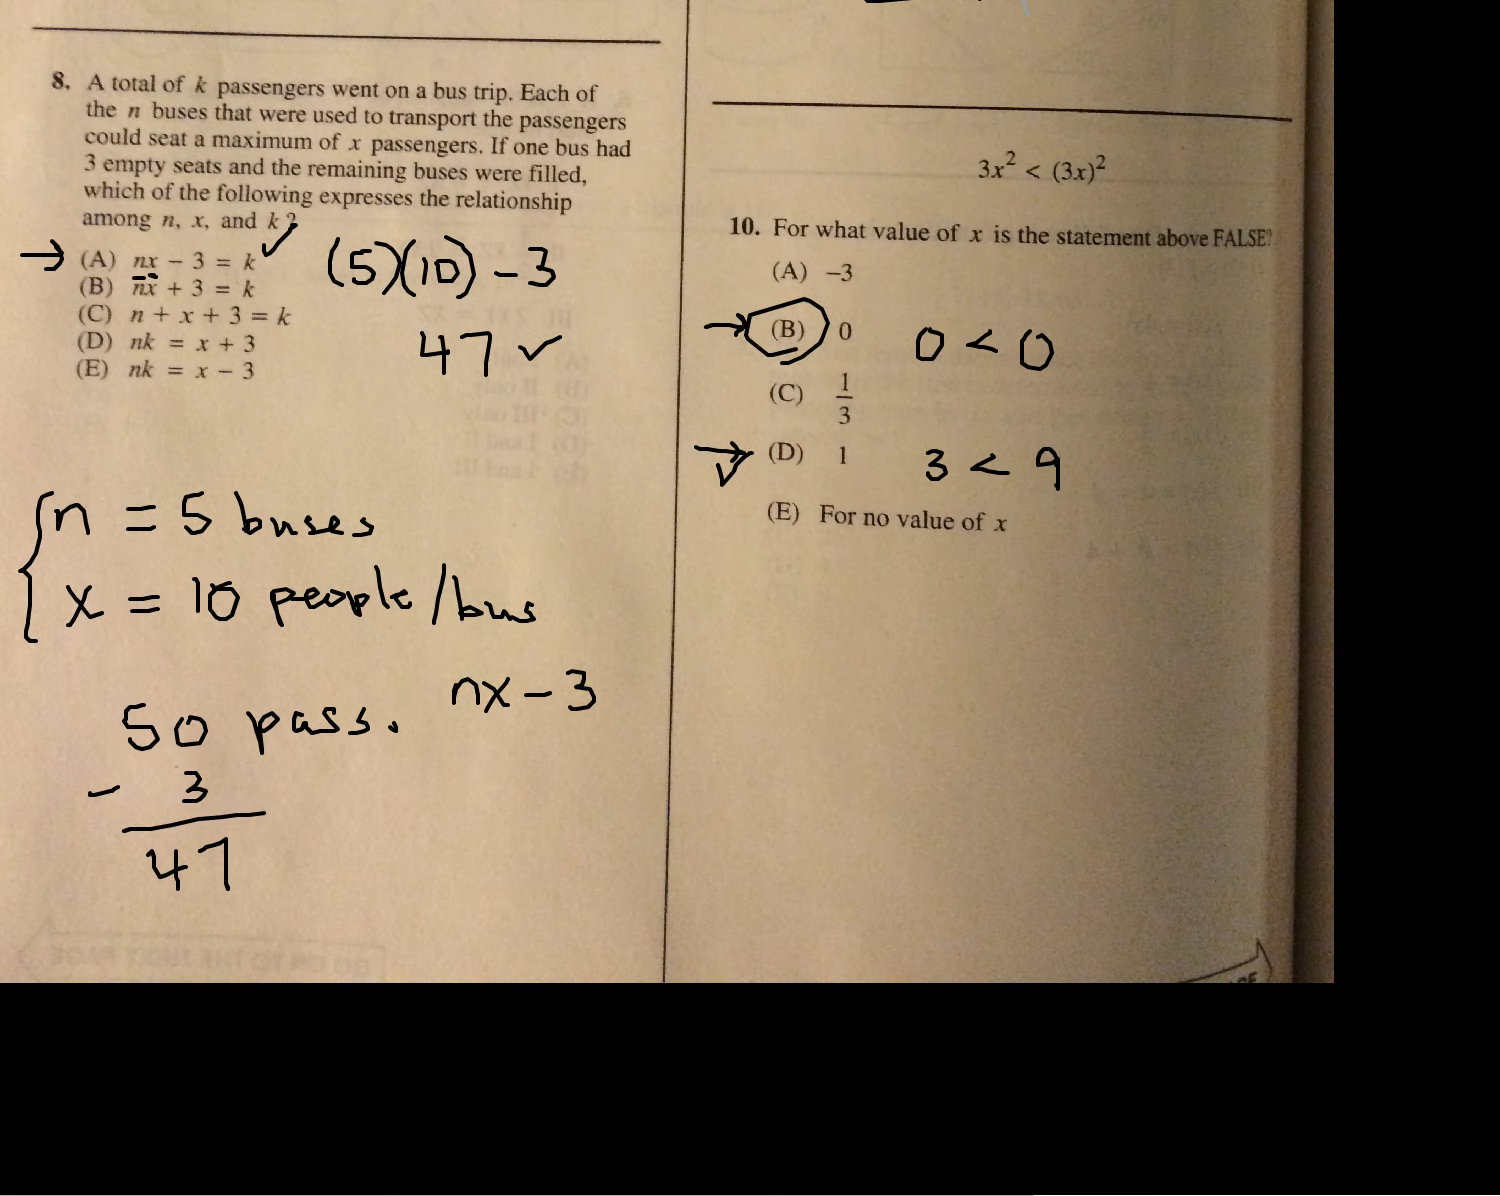 8. A total of k passengers went on a bus trip. Each of
the n buses that were used to transport the passengers
could seat a maximum of x passengers. If one bus had
3 empty seats and the remaining buses were filled,
which of the following expresses the relationship
among n, x, and k ?
→ (A) nx − 3 = k ✓
(B) nx + 3 = k
(C) n + x + 3 = k
(D) nk = x + 3
(E) nk = x − 3
(5)(10) − 3
47 ✓
n = 5 buses
x = 10 people/bus
50 pass.
− 3
47
nx − 3
3x² < (3x)²
10. For what value of x is the statement above FALSE?
(A) −3
→ (B) 0
0 < 0
(C) 1/3
→ (D) 1
3 < 9
(E) For no value of x